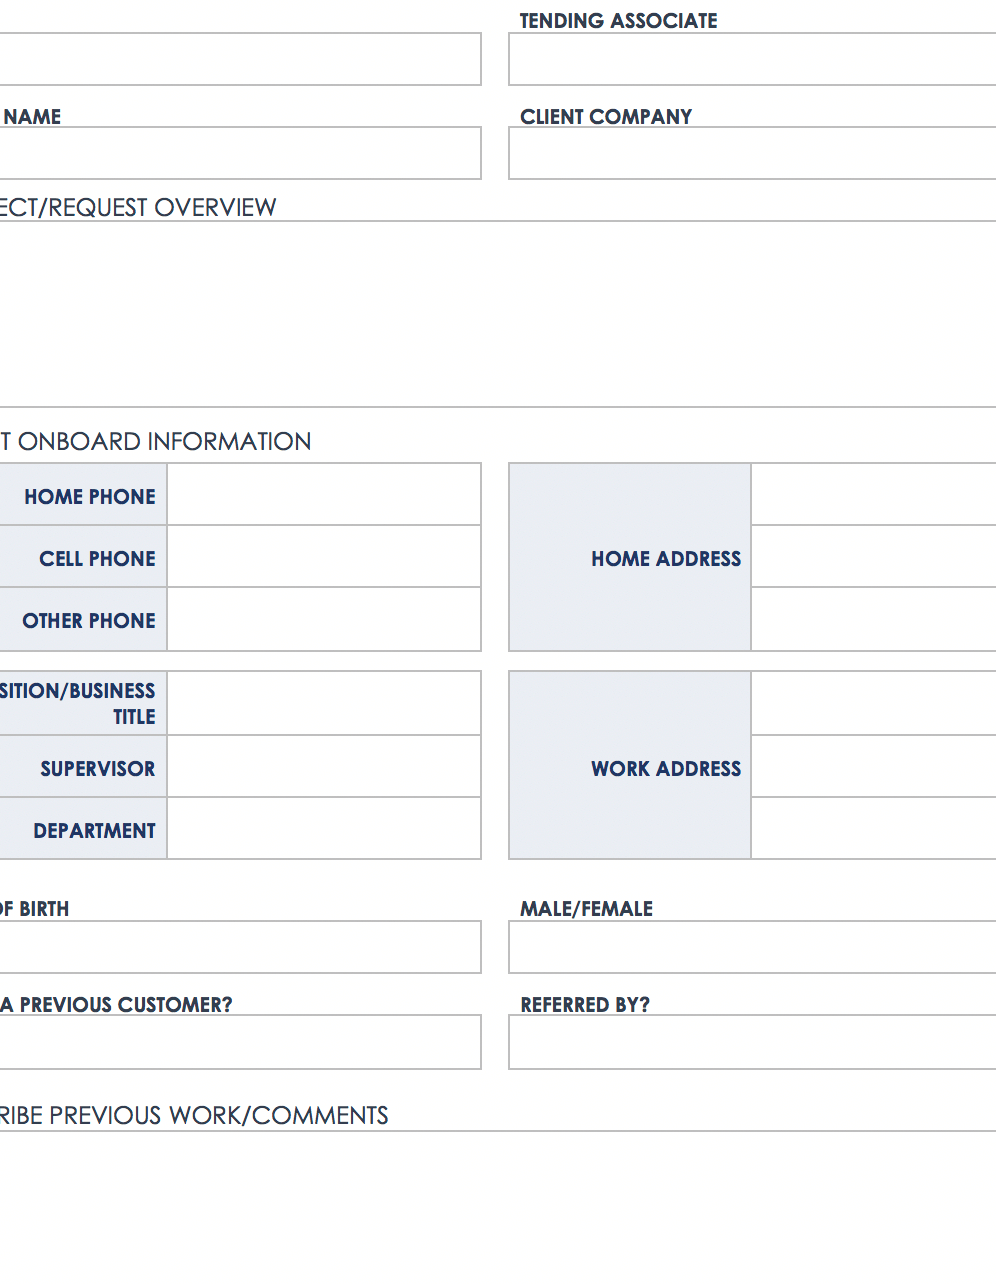 TENDING ASSOCIATE
NAME
CLIENT COMPANY
ECT/REQUEST OVERVIEW
T ONBOARD INFORMATION
HOME PHONE
CELL PHONE
HOME ADDRESS
OTHER PHONE
SITION/BUSINESS
TITLE
SUPERVISOR
WORK ADDRESS
DEPARTMENT
OF BIRTH
MALE/FEMALE
A PREVIOUS CUSTOMER?
REFERRED BY?
RIBE PREVIOUS WORK/COMMENTS